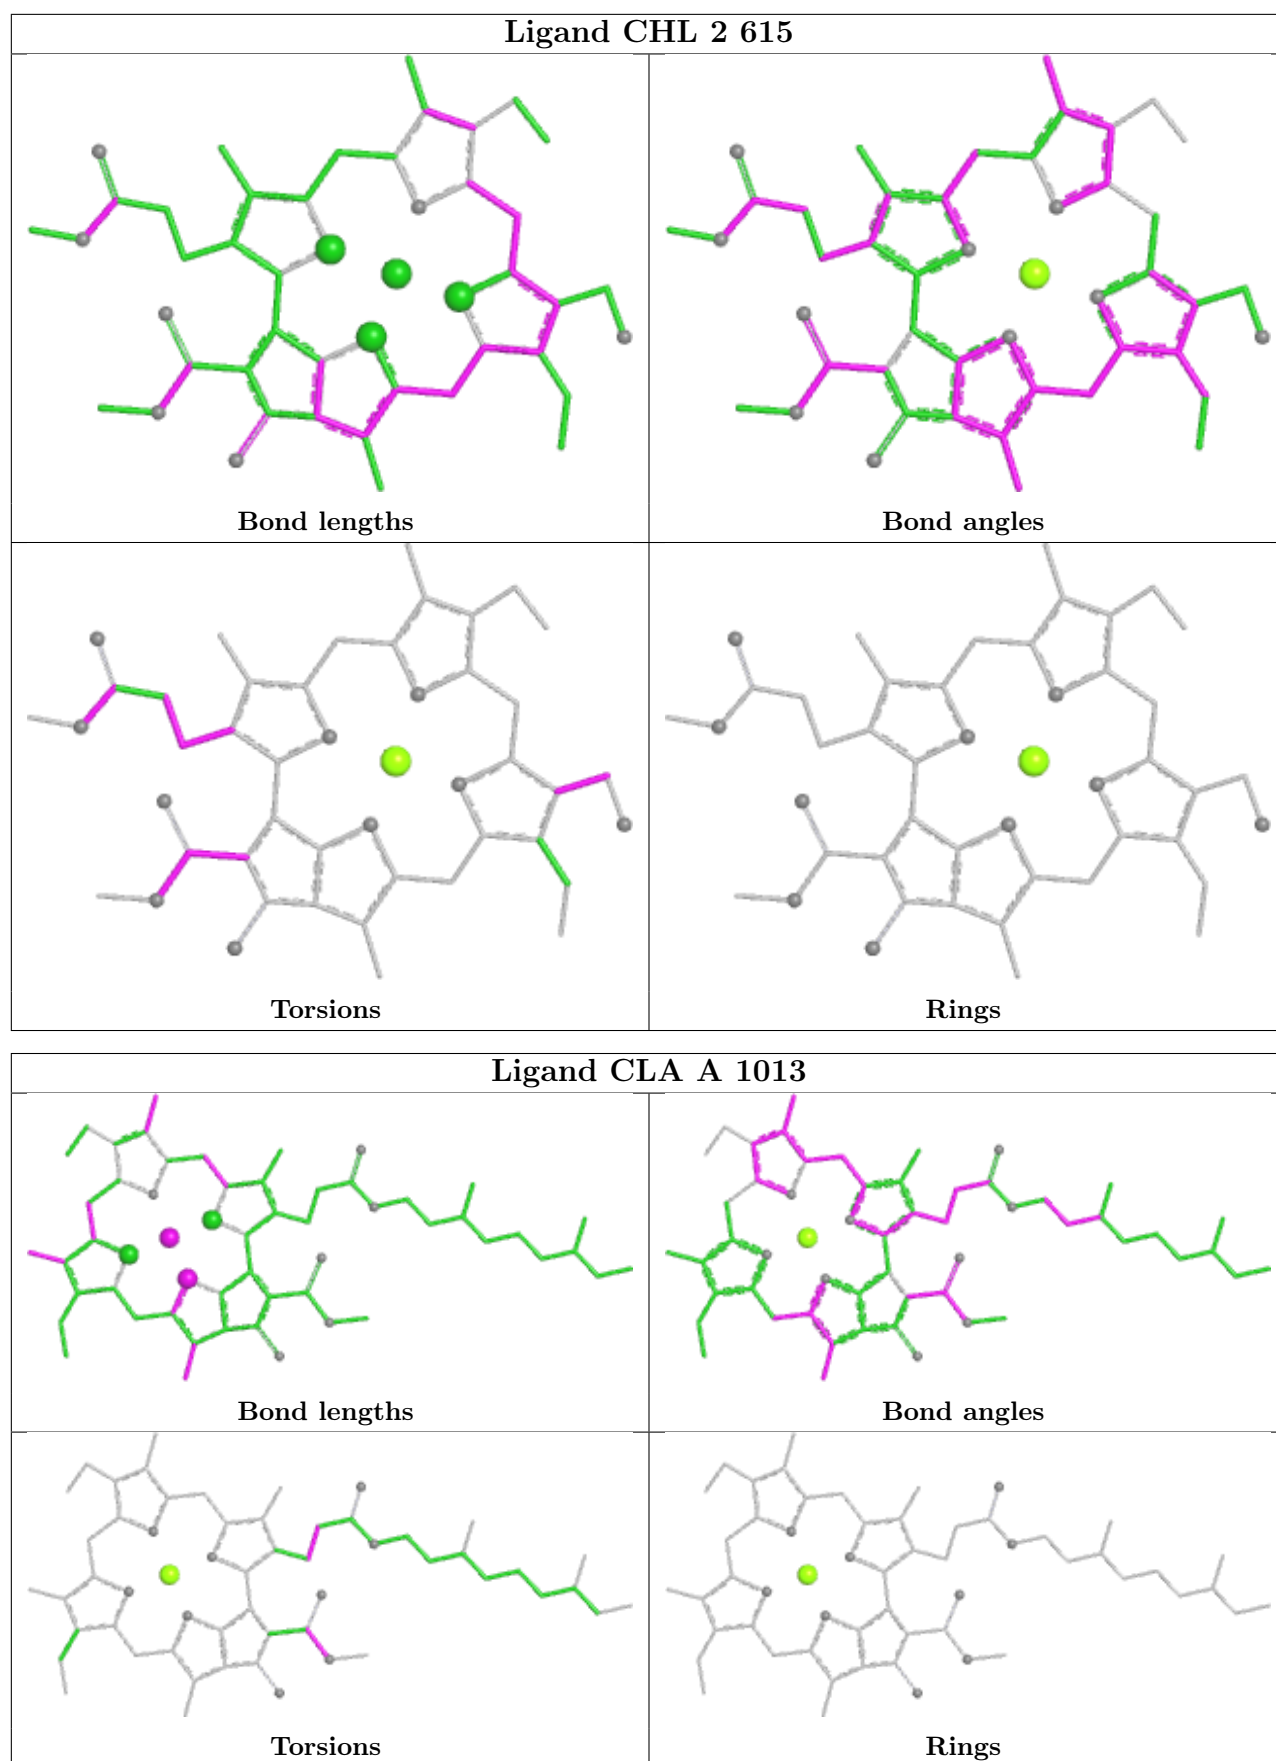 Ligand CHL 2 615
Bond lengths
Bond angles
Torsions
Rings
Ligand CLA A 1013
Bond lengths
Bond angles
Torsions
Rings